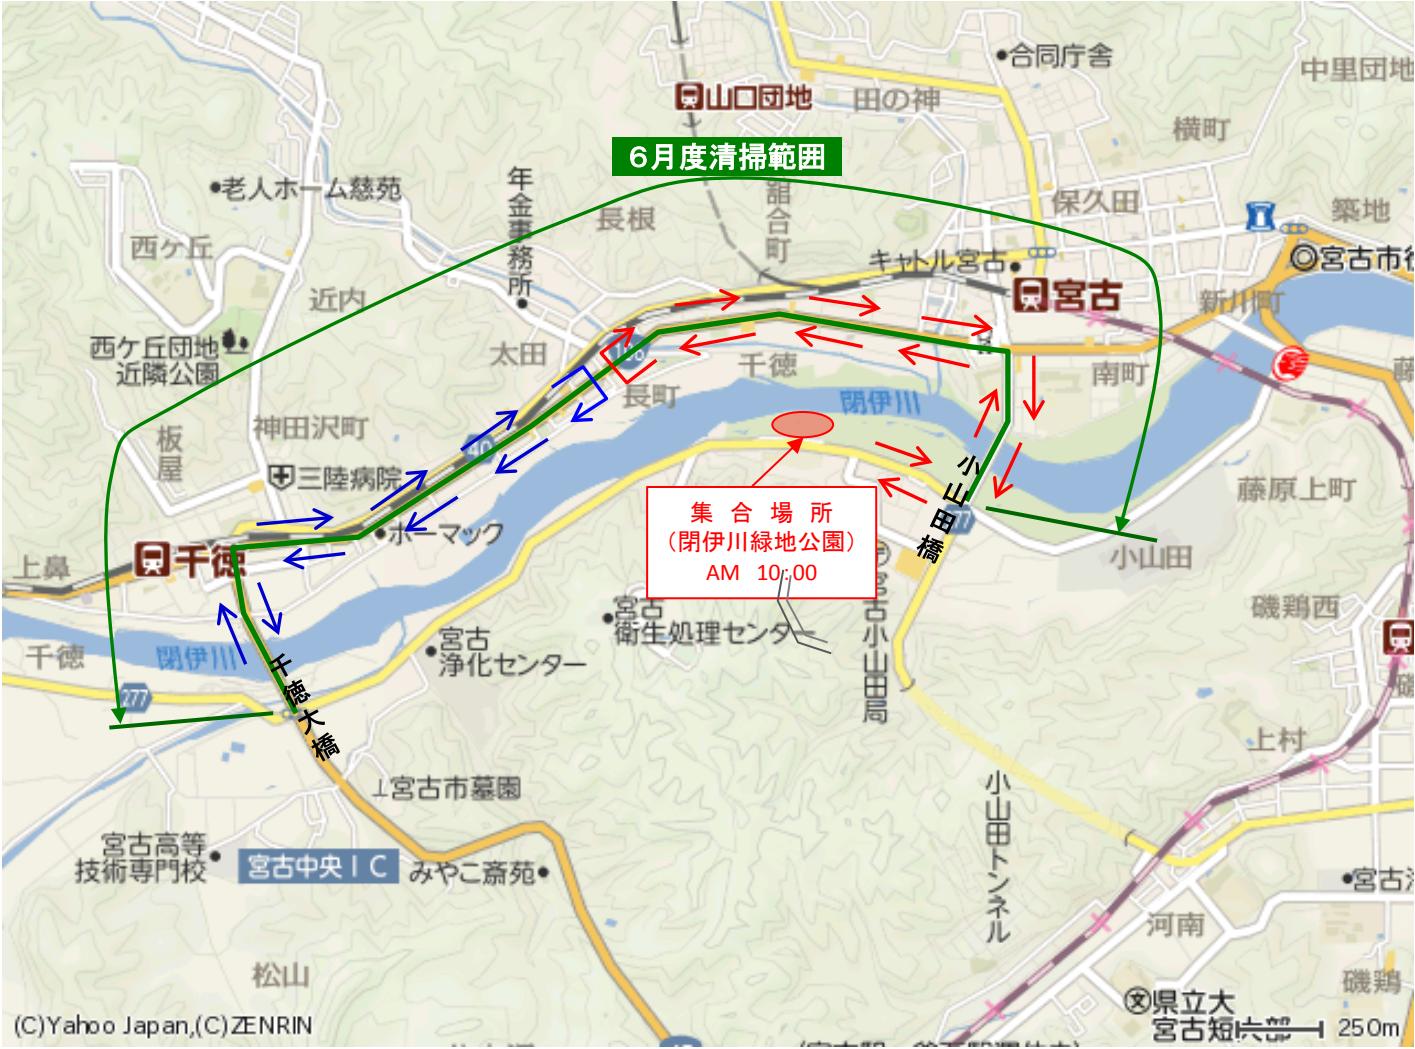 合同庁舎
中里団地
山口団地
田の神
横町
6月度清掃範囲
老人ホーム慈苑
年金事務所
長根
舘合町
保久田
築地
西ケ丘
キャトル宮古
宮古市役
近内
宮古
新川町
西ケ丘団地
近隣公園
太田
106
千徳
南町
藤
長町
閉伊川
神田沢町
板屋
40
三陸病院
小山田橋
藤原上町
集 合 場 所
（閉伊川緑地公園）
AM 10:00
ホーマック
上鼻
千徳
小山田
宮古
衛生処理センター
宮古小山田局
磯鶏西
宮古
浄化センター
千徳
閉伊川
277
千徳大橋
磯
上村
宮古市墓園
小山田トンネル
宮古高等
技術専門校
宮古中央IC
みやこ斎苑
宮古
河南
松山
磯鶏
県立大
宮古短大部
(C)Yahoo Japan,(C)ZENRIN
250m